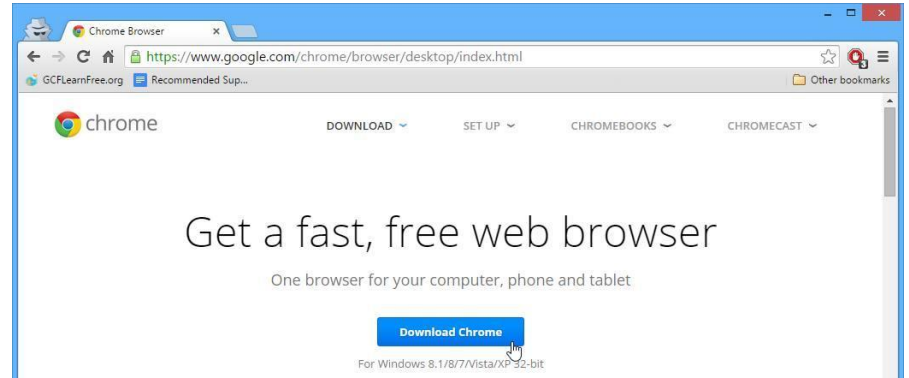 Chrome Browser
https://www.google.com/chrome/browser/desktop/index.html
GCFLearnFree.org Recommended Sup... Other bookmarks
chrome DOWNLOAD SET UP CHROMEBOOKS CHROMECAST
Get a fast, free web browser
One browser for your computer, phone and tablet
Download Chrome
For Windows 8.1/8/7/Vista/XP 32-bit